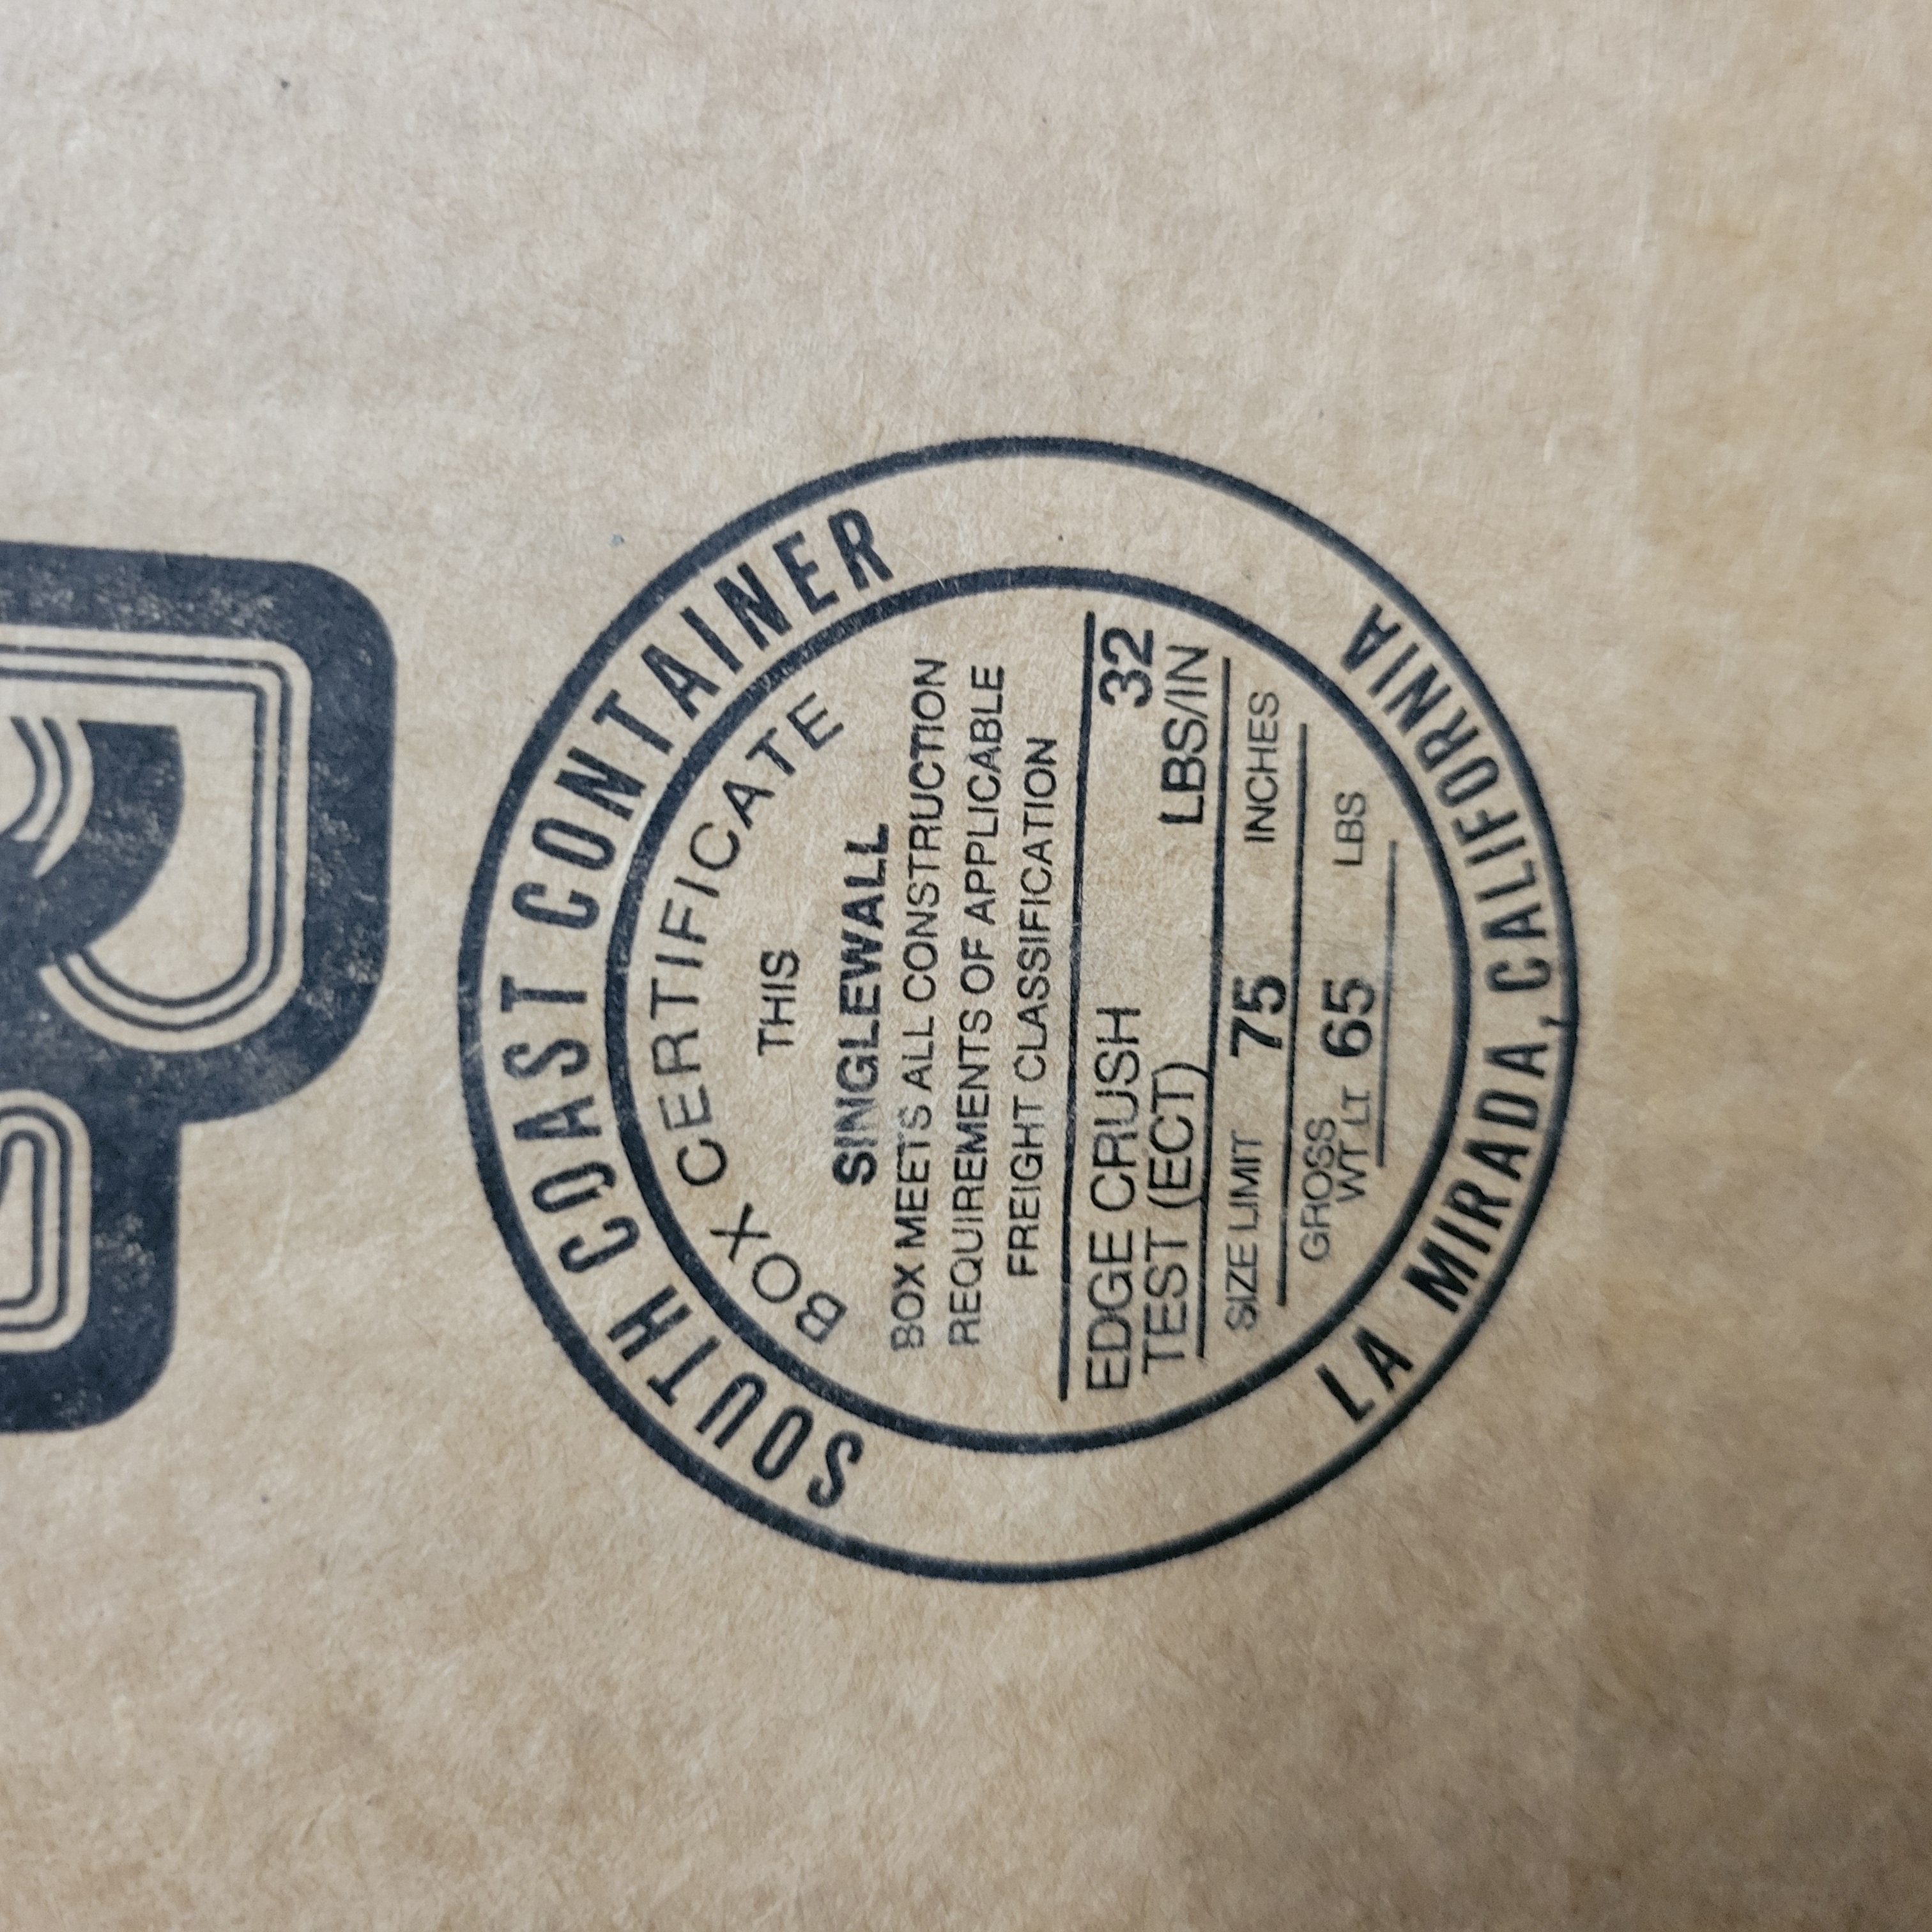 SOUTH COAST CONTAINER
BOX CERTIFICATE
THIS
SINGLEWALL
BOX MEETS ALL CONSTRUCTION
REQUIREMENTS OF APPLICABLE
FREIGHT CLASSIFICATION
EDGE CRUSH 32
TEST (ECT) LBS/IN
SIZE LIMIT 75 INCHES
GROSS
WT LT 65 LBS
LA MIRADA, CALIFORNIA